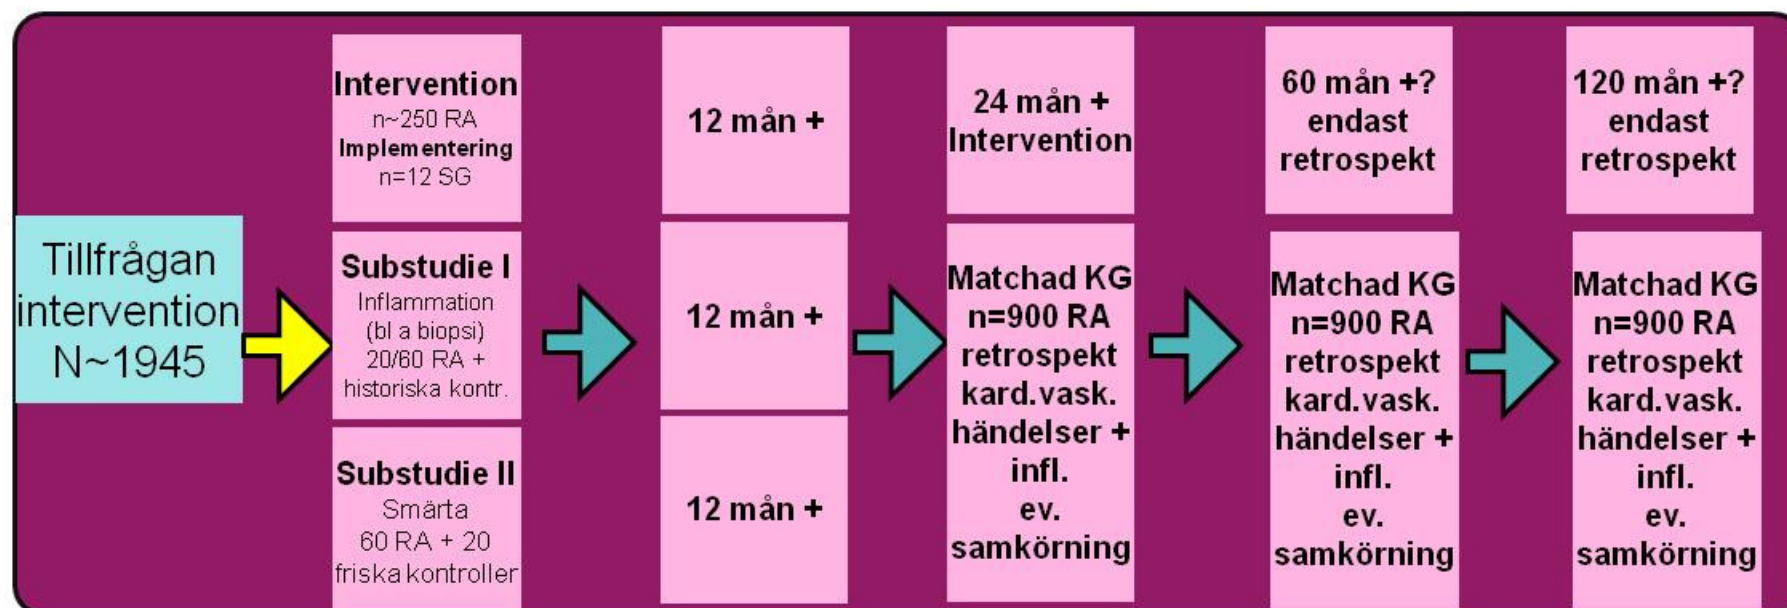 Tillfrågan
intervention
N~1945
Intervention
n~250 RA
Implementering
n=12 SG
Substudie I
Inflammation
(bl a biopsi)
20/60 RA +
historiska kontr.
Substudie II
Smärta
60 RA + 20
friska kontroller
12 mån +
12 mån +
12 mån +
24 mån +
Intervention
Matchad KG
n=900 RA
retrospekt
kard.vask.
händelser +
infl.
ev.
samkörning
60 mån +?
endast
retrospekt
Matchad KG
n=900 RA
retrospekt
kard.vask.
händelser +
infl.
ev.
samkörning
120 mån +?
endast
retrospekt
Matchad KG
n=900 RA
retrospekt
kard.vask.
händelser +
infl.
ev.
samkörning